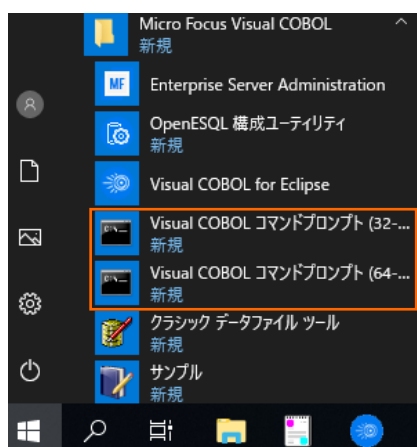 Micro Focus Visual COBOL
新規
MF
Enterprise Server Administration
OpenESQL 構成ユーティリティ
新規
Visual COBOL for Eclipse
Visual COBOL コマンドプロンプト (32-...
新規
Visual COBOL コマンドプロンプト (64-...
新規
クラシック データファイル ツール
新規
サンプル
新規